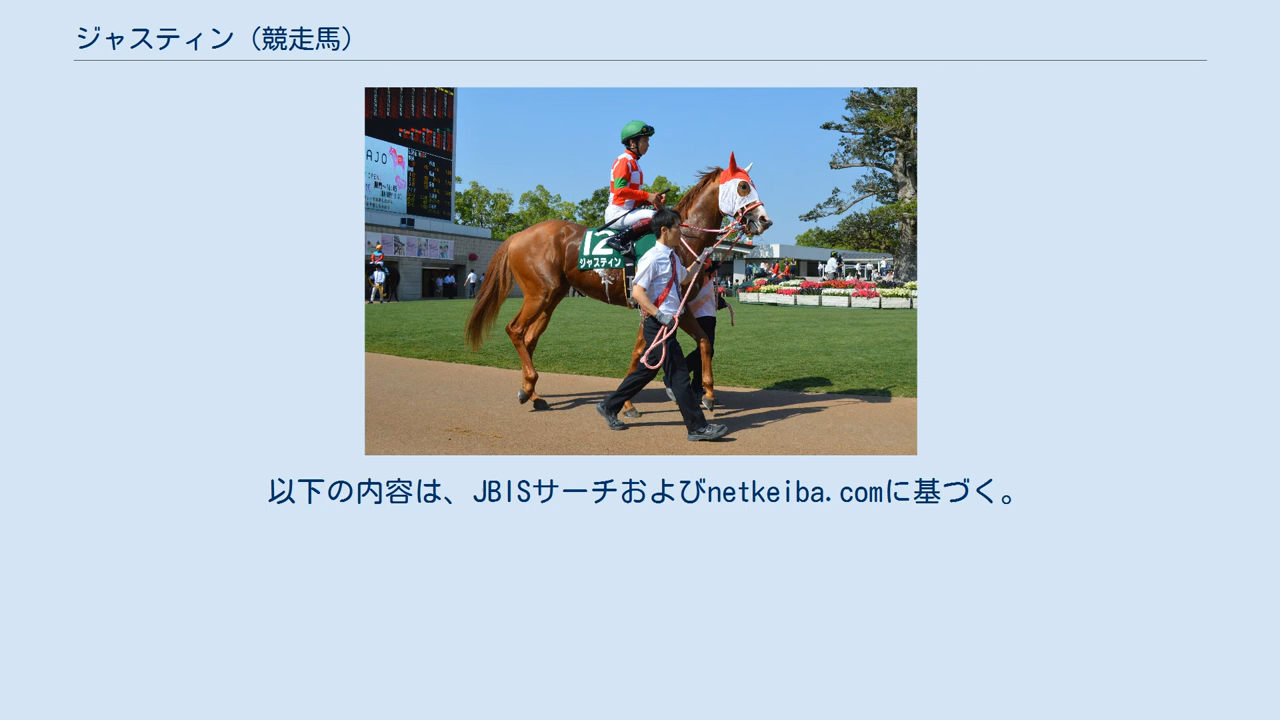 ジャスティン（競走馬）
AJO
12
ジャスティン
以下の内容は、JBISサーチおよびnetkeiba.comに基づく。